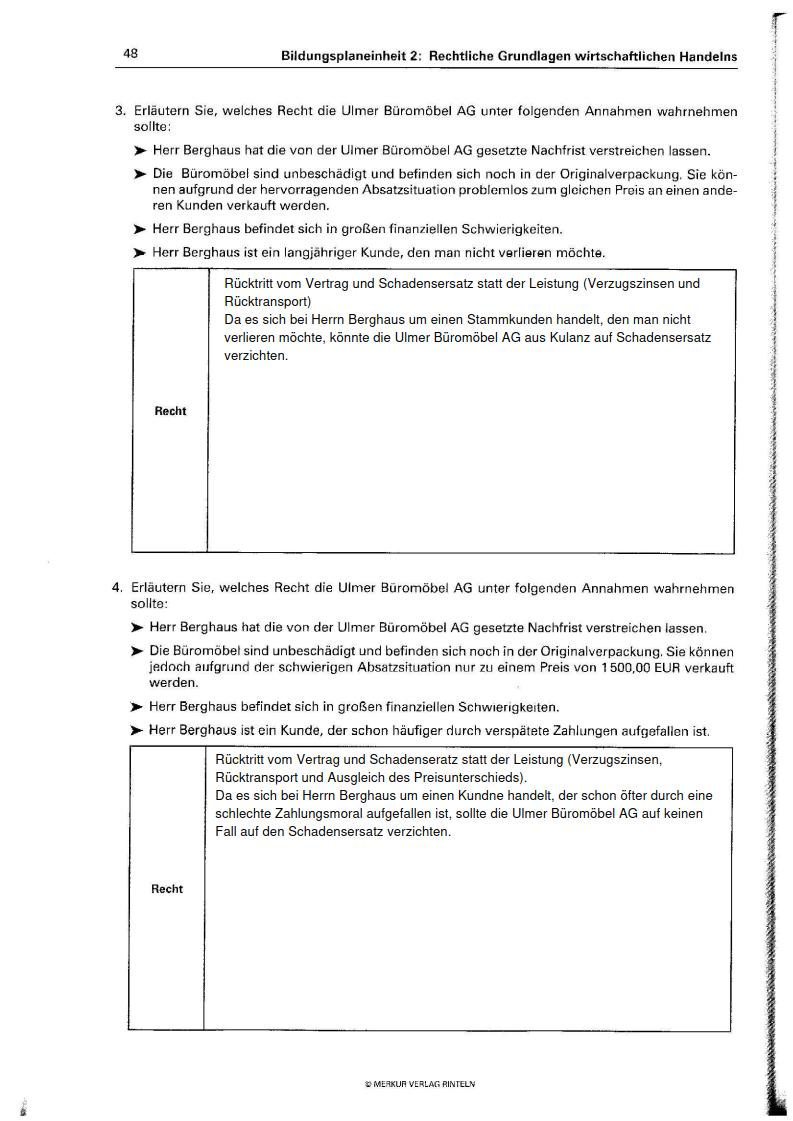 48
Bildungsplaneinheit 2: Rechtliche Grundlagen wirtschaftlichen Handelns
3. Erläutern Sie, welches Recht die Ulmer Büromöbel AG unter folgenden Annahmen wahrnehmen
sollte:
➤ Herr Berghaus hat die von der Ulmer Büromöbel AG gesetzte Nachfrist verstreichen lassen.
➤ Die Büromöbel sind unbeschädigt und befinden sich noch in der Originalverpackung. Sie kön-
nen aufgrund der hervorragenden Absatzsituation problemlos zum gleichen Preis an einen ande-
ren Kunden verkauft werden.
➤ Herr Berghaus befindet sich in großen finanziellen Schwierigkeiten.
➤ Herr Berghaus ist ein langjähriger Kunde, den man nicht verlieren möchte.
Rücktritt vom Vertrag und Schadensersatz statt der Leistung (Verzugszinsen und
Rücktransport)
Da es sich bei Herrn Berghaus um einen Stammkunden handelt, den man nicht
verlieren möchte, könnte die Ulmer Büromöbel AG aus Kulanz auf Schadensersatz
verzichten.
Recht
4. Erläutern Sie, welches Recht die Ulmer Büromöbel AG unter folgenden Annahmen wahrnehmen
sollte:
➤ Herr Berghaus hat die von der Ulmer Büromöbel AG gesetzte Nachfrist verstreichen lassen.
➤ Die Büromöbel sind unbeschädigt und befinden sich noch in der Originalverpackung. Sie können
jedoch aufgrund der schwierigen Absatzsituation nur zu einem Preis von 1 500,00 EUR verkauft
werden.
➤ Herr Berghaus befindet sich in großen finanziellen Schwierigkeiten.
➤ Herr Berghaus ist ein Kunde, der schon häufiger durch verspätete Zahlungen aufgefallen ist.
Rücktritt vom Vertrag und Schadenseratz statt der Leistung (Verzugszinsen,
Rücktransport und Ausgleich des Preisunterschieds).
Da es sich bei Herrn Berghaus um einen Kundne handelt, der schon öfter durch eine
schlechte Zahlungsmoral aufgefallen ist, sollte die Ulmer Büromöbel AG auf keinen
Fall auf den Schadensersatz verzichten.
Recht
© MERKUR VERLAG RINTELN